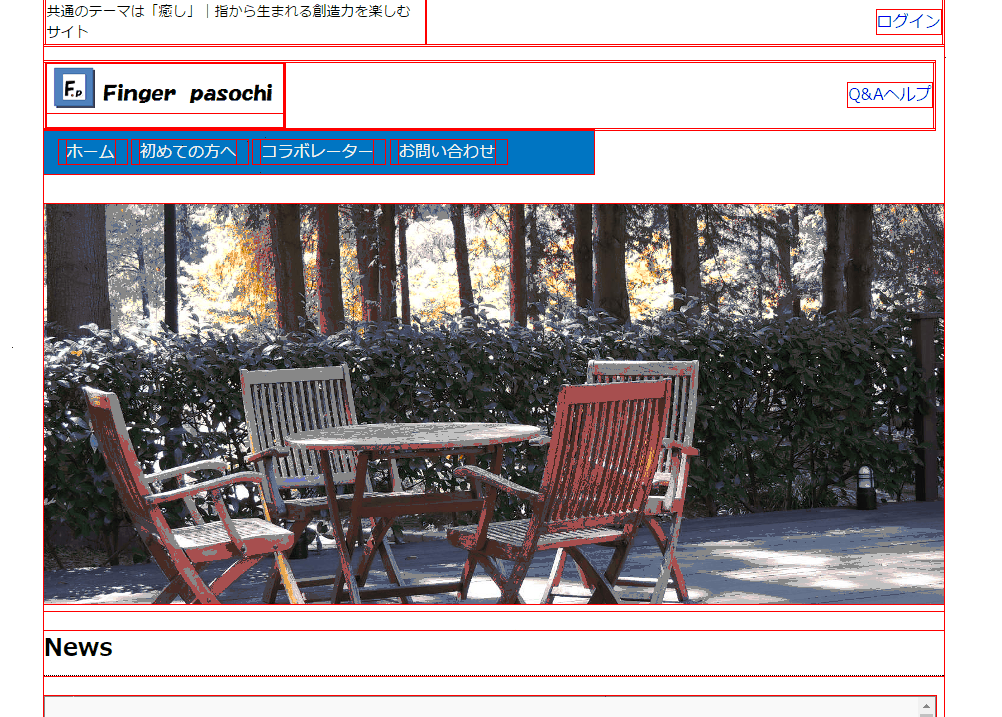 共通のテーマは「癒し」｜指から生まれる創造力を楽しむ
サイト
ログイン
F.p Finger pasochi
Q&Aヘルプ
ホーム 初めての方へ コラボレーター お問い合わせ
News